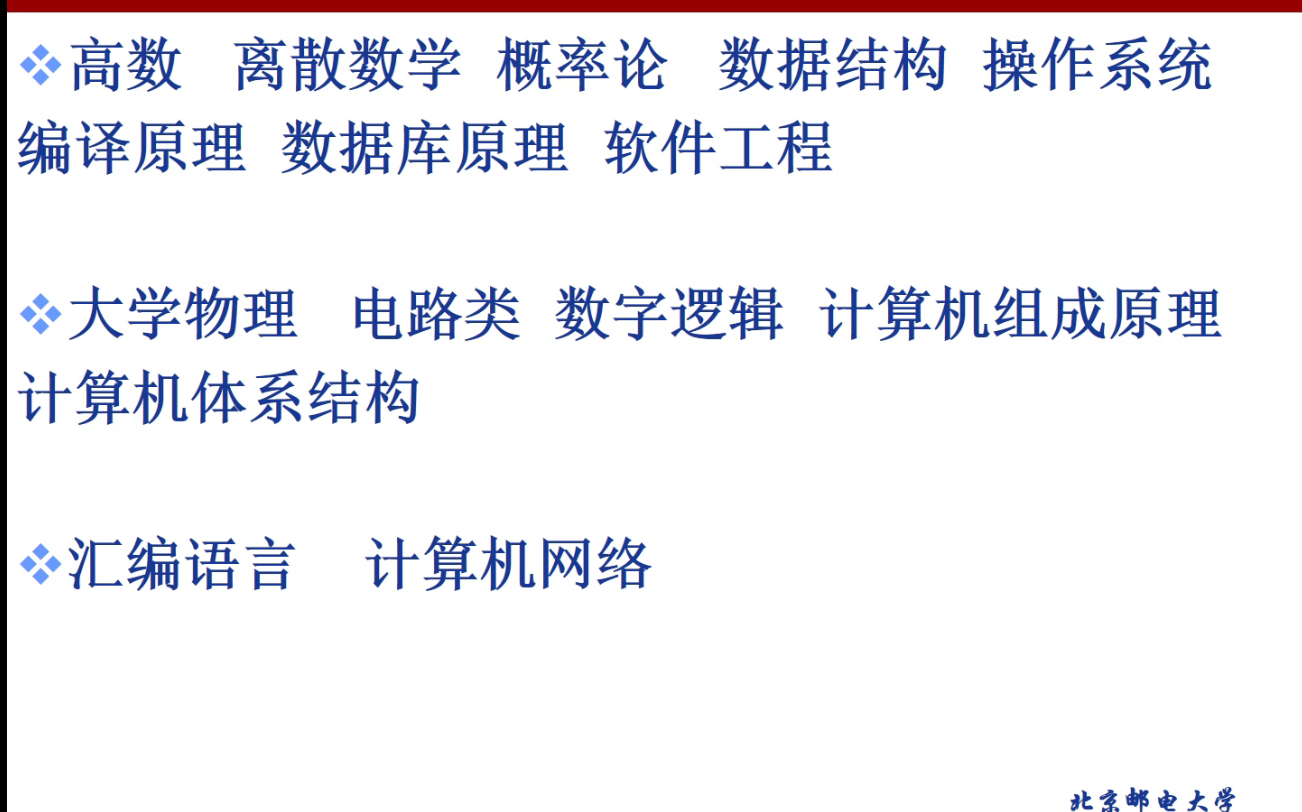 ❖高数 离散数学 概率论 数据结构 操作系统
编译原理 数据库原理 软件工程
❖大学物理 电路类 数字逻辑 计算机组成原理
计算机体系结构
❖汇编语言 计算机网络
北京邮电大学